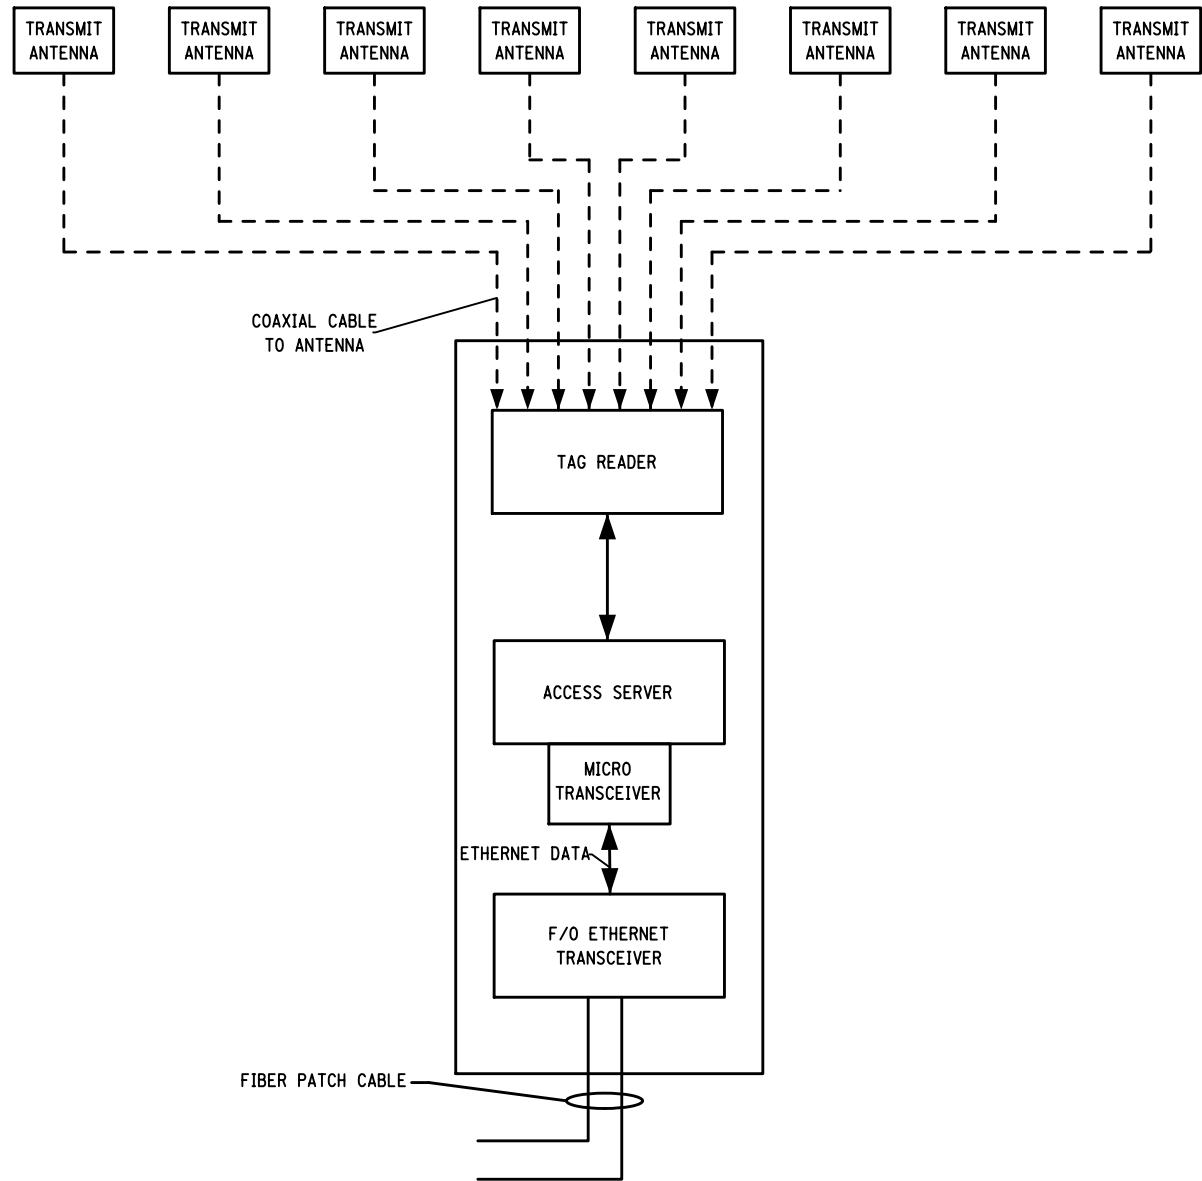 TRANSMIT
ANTENNA
TRANSMIT
ANTENNA
TRANSMIT
ANTENNA
TRANSMIT
ANTENNA
TRANSMIT
ANTENNA
TRANSMIT
ANTENNA
TRANSMIT
ANTENNA
TRANSMIT
ANTENNA
COAXIAL CABLE
TO ANTENNA
TAG READER
ACCESS SERVER
MICRO
TRANSCEIVER
ETHERNET DATA
F/O ETHERNET
TRANSCEIVER
FIBER PATCH CABLE